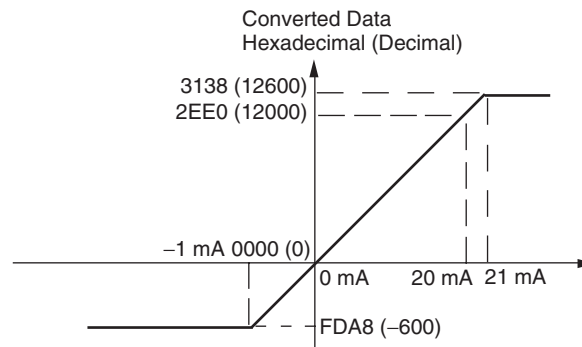 Converted Data
Hexadecimal (Decimal)
3138 (12600)
2EE0 (12000)
−1 mA 0000 (0)
0 mA
20 mA
21 mA
FDA8 (−600)